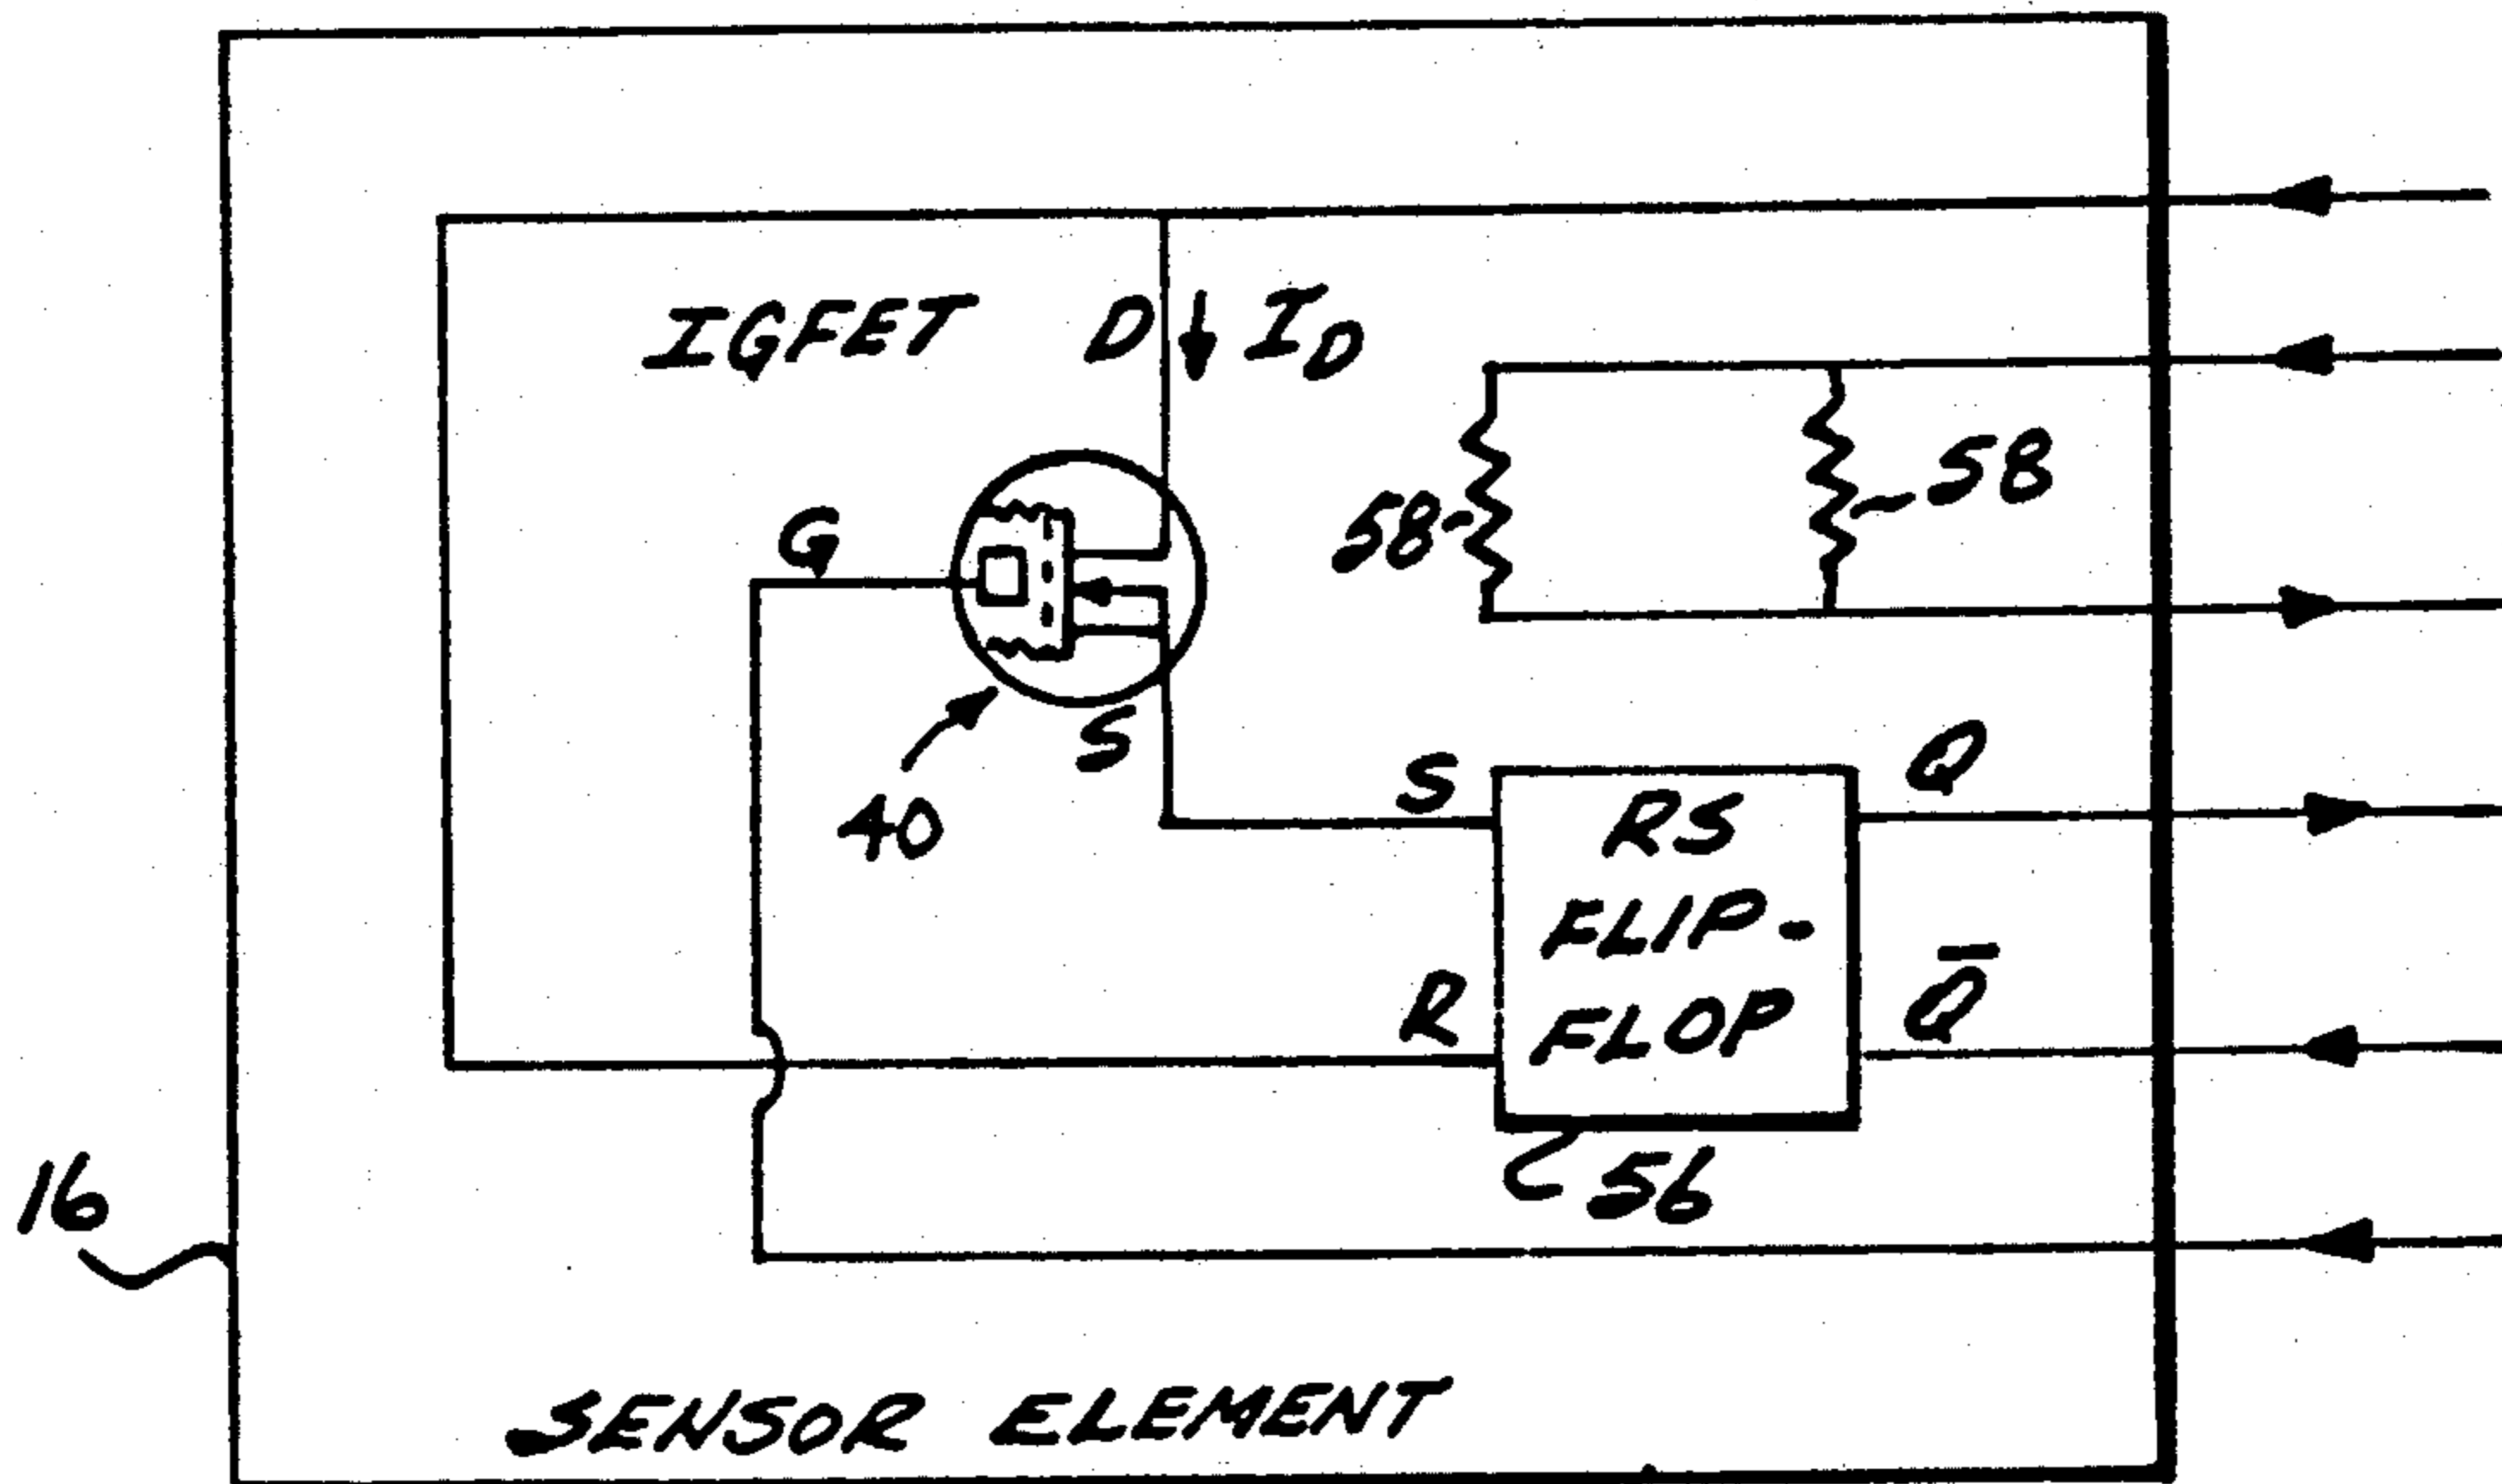 IGFET D I_D
58
58
G
S
40
S
Q
RS
FLIP-
FLOP
R
Q̅
56
16
SENSOR ELEMENT